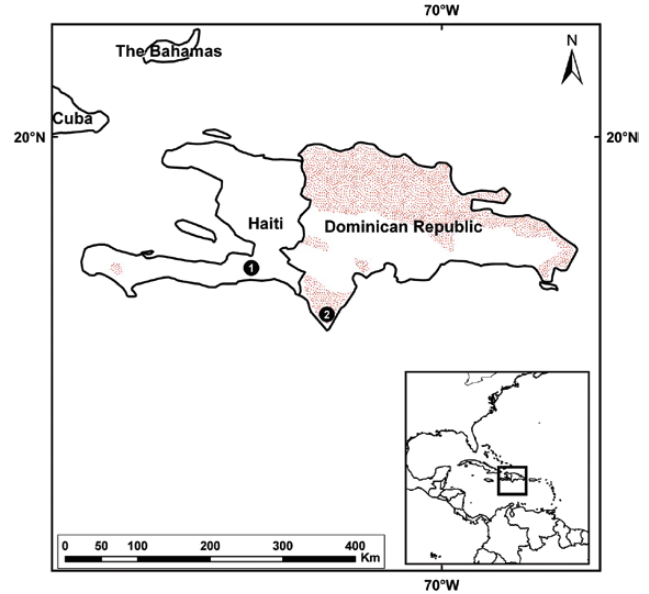 70°W
The Bahamas
N
Cuba
20°N
20°N
Haiti
Dominican Republic
1
2
0 50 100 200 300 400
Km
70°W